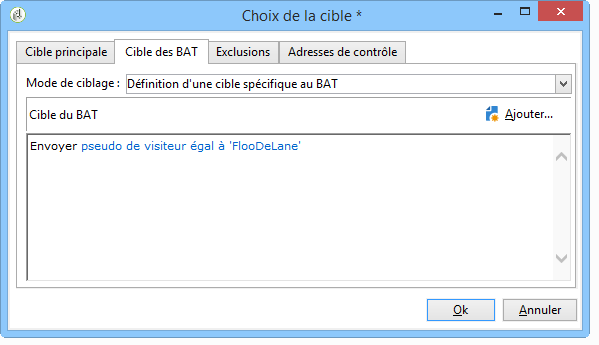 Choix de la cible *
Cible principale Cible des BAT Exclusions Adresses de contrôle
Mode de ciblage : Définition d'une cible spécifique au BAT
Cible du BAT Ajouter...
Envoyer pseudo de visiteur égal à 'FlooDeLane'
Ok Annuler